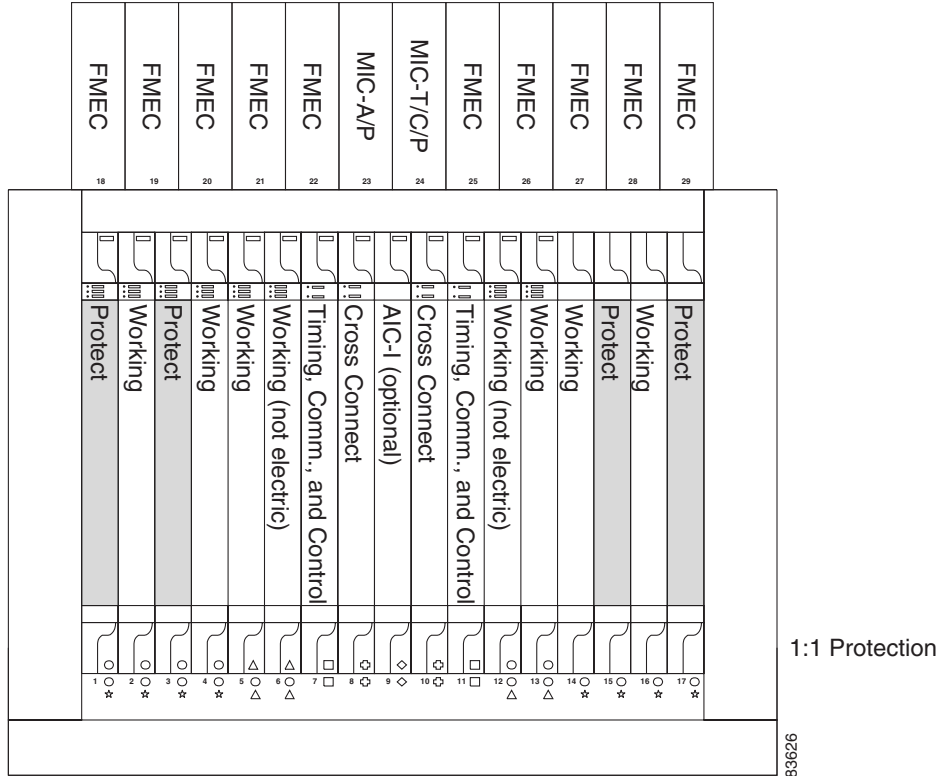 FMEC
FMEC
FMEC
FMEC
FMEC
MIC-A/P
MIC-T/C/P
FMEC
FMEC
FMEC
FMEC
FMEC
18
19
20
21
22
23
24
25
26
27
28
29
Protect
Working
Protect
Working
Working
Working (not electric)
Timing, Comm., and Control
Cross Connect
AIC-I (optional)
Cross Connect
Timing, Comm., and Control
Working (not electric)
Working
Working
Protect
Working
Protect
1:1 Protection
1
2
3
4
5
6
7
8
9
10
11
12
13
14
15
16
17
83626